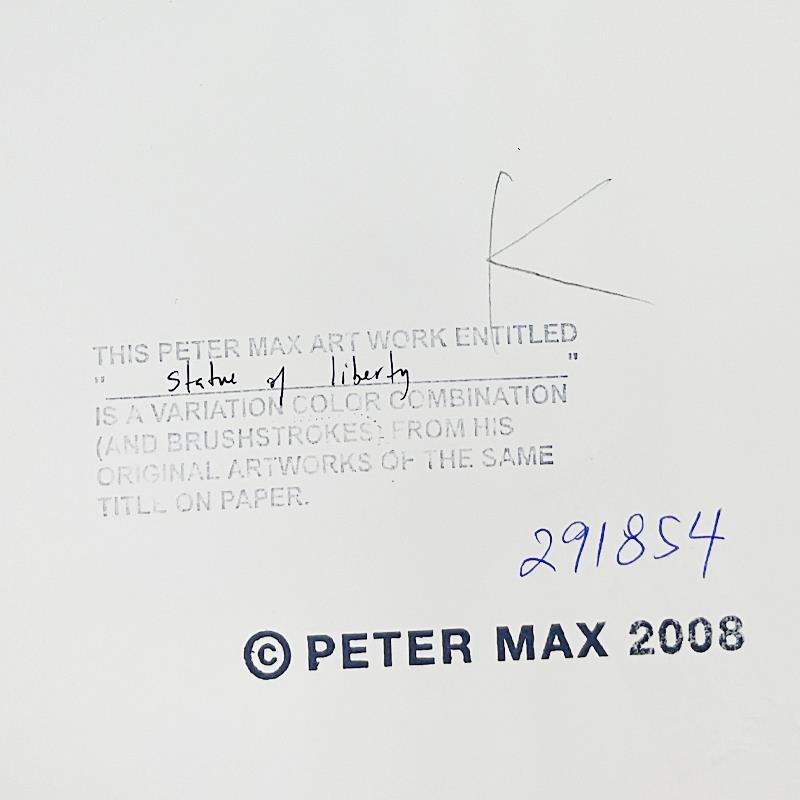 K
THIS PETER MAX ART WORK ENTITLED
" Statue of liberty "
IS A VARIATION COLOR COMBINATION
(AND BRUSHSTROKES) FROM HIS
ORIGINAL ARTWORKS OF THE SAME
TITLE ON PAPER.
291854
© PETER MAX 2008